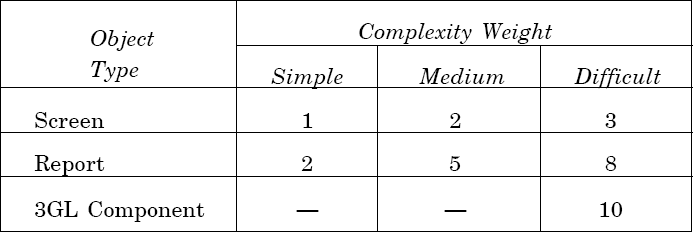 Object Type
Complexity Weight
Simple Medium Difficult
Screen 1 2 3
Report 2 5 8
3GL Component — — 10